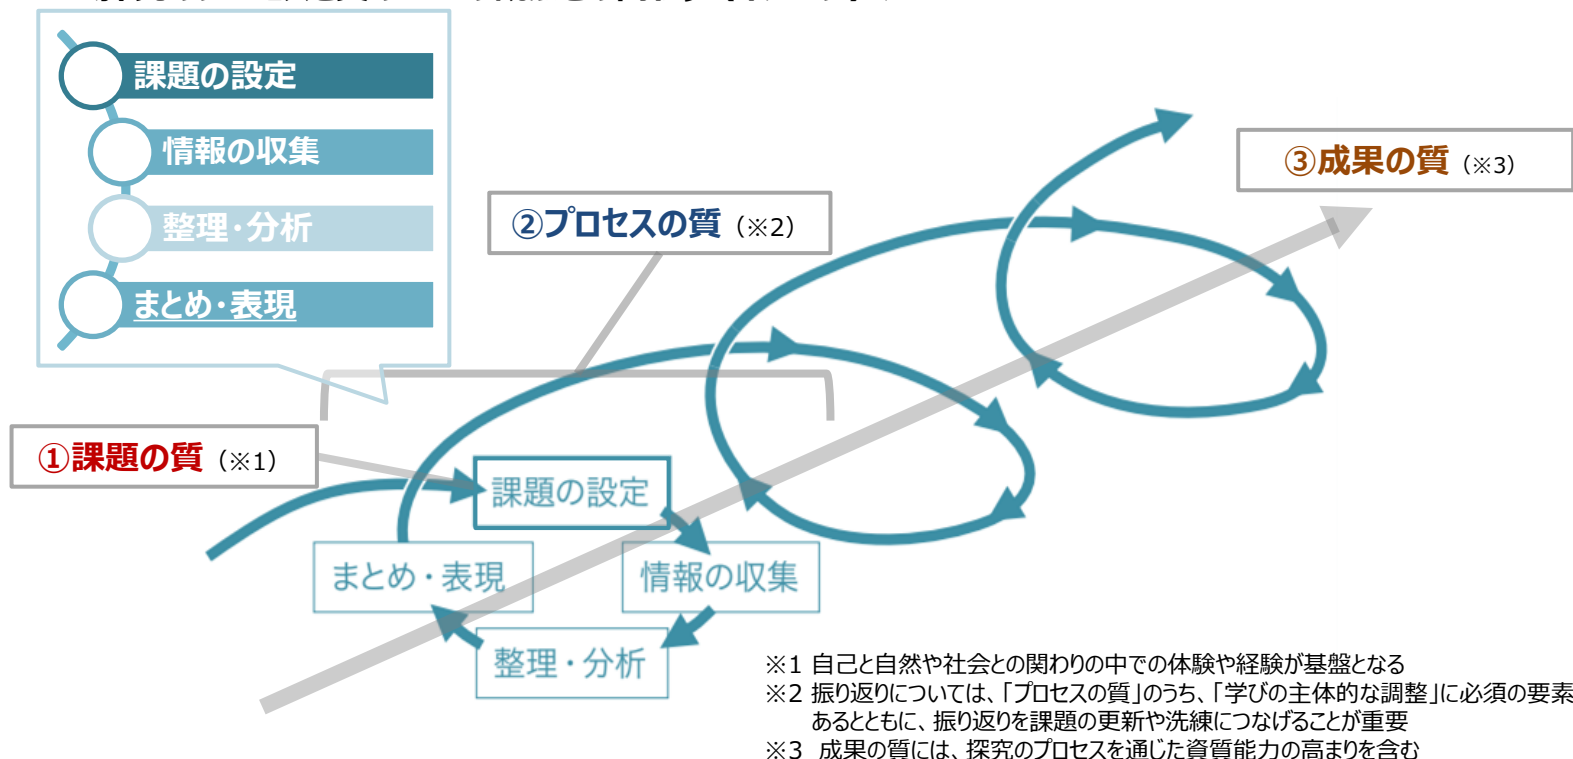 課題の設定
情報の収集
整理・分析
まとめ・表現
③成果の質（※3）
②プロセスの質（※2）
①課題の質（※1）
課題の設定
まとめ・表現
情報の収集
整理・分析
※1 自己と自然や社会との関わりの中での体験や経験が基盤となる
※2 振り返りについては、「プロセスの質」のうち、「学びの主体的な調整」に必須の要素
あるとともに、振り返りを課題の更新や洗練につなげることが重要
※3 成果の質には、探究のプロセスを通じた資質能力の高まりを含む